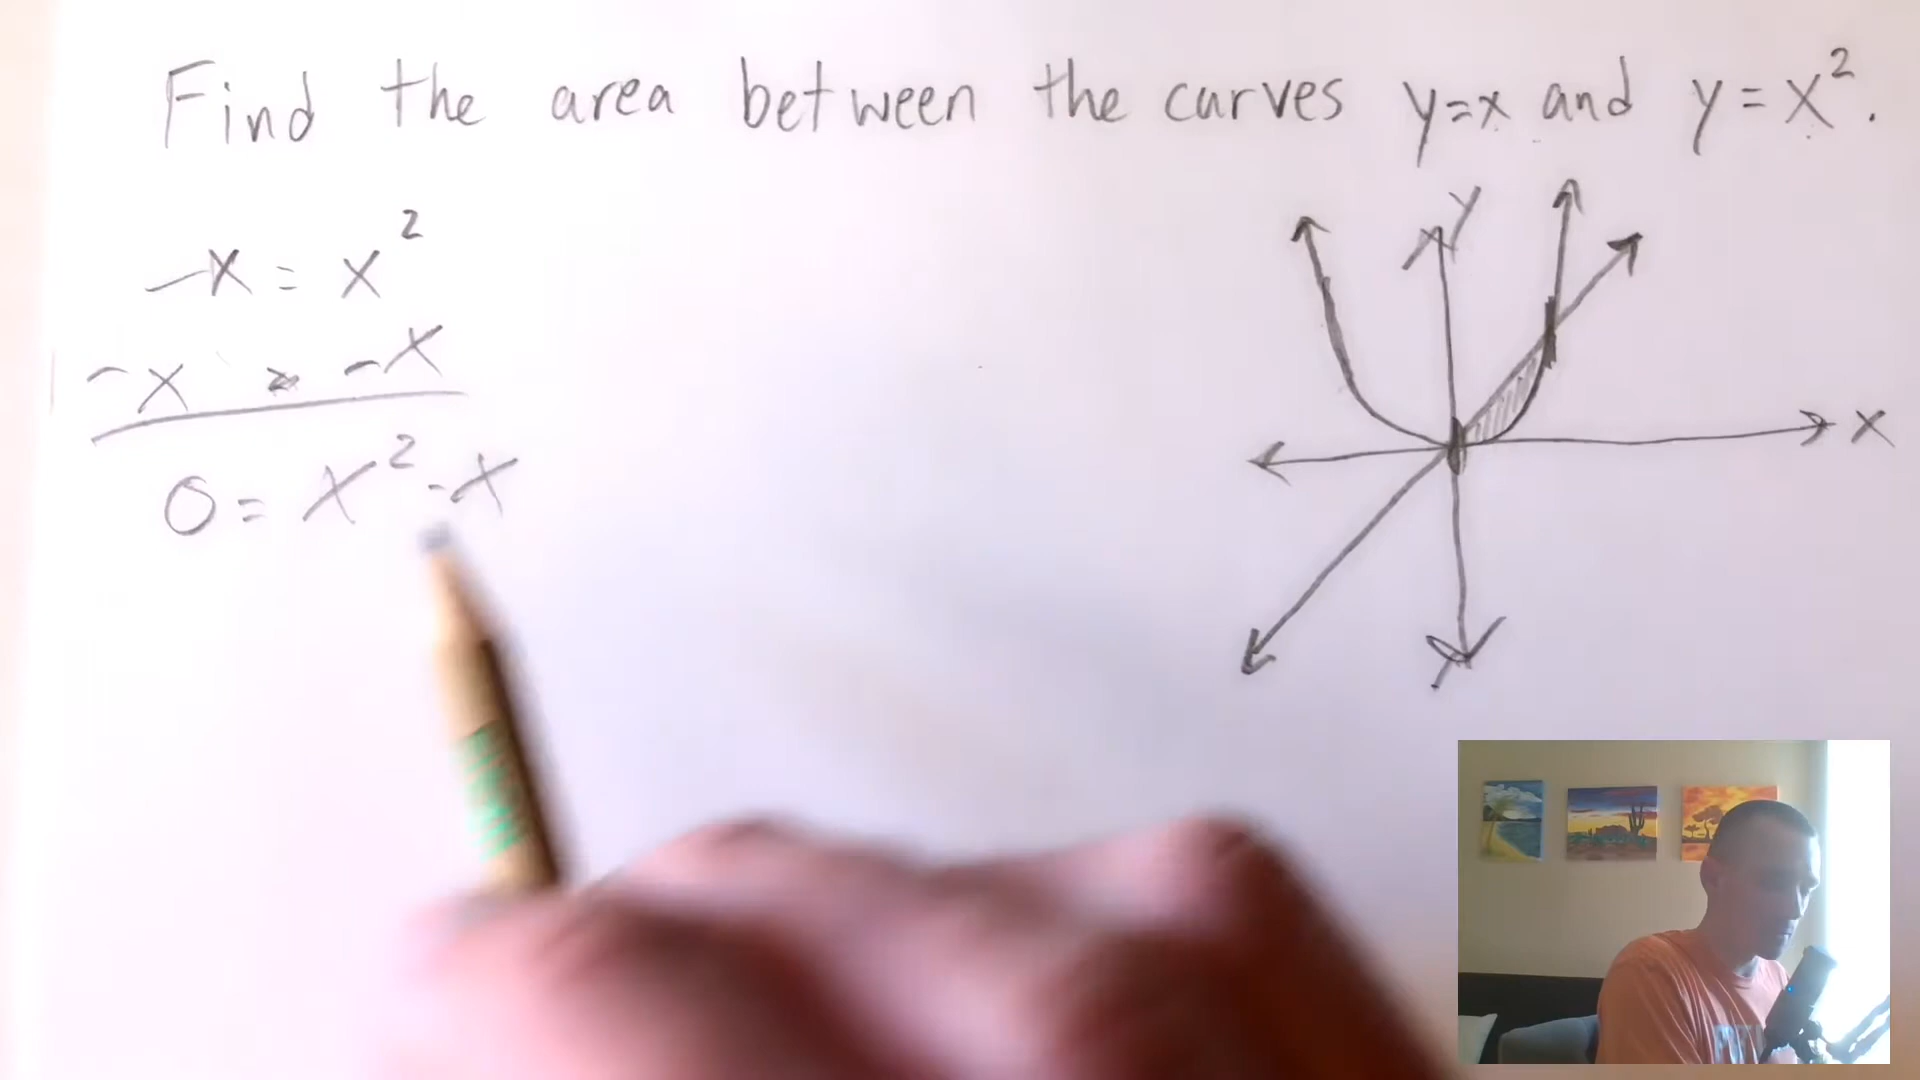 Find the area between the curves y=x and y=x².
-x = x²
-x -x
0 = x² - x
y
x